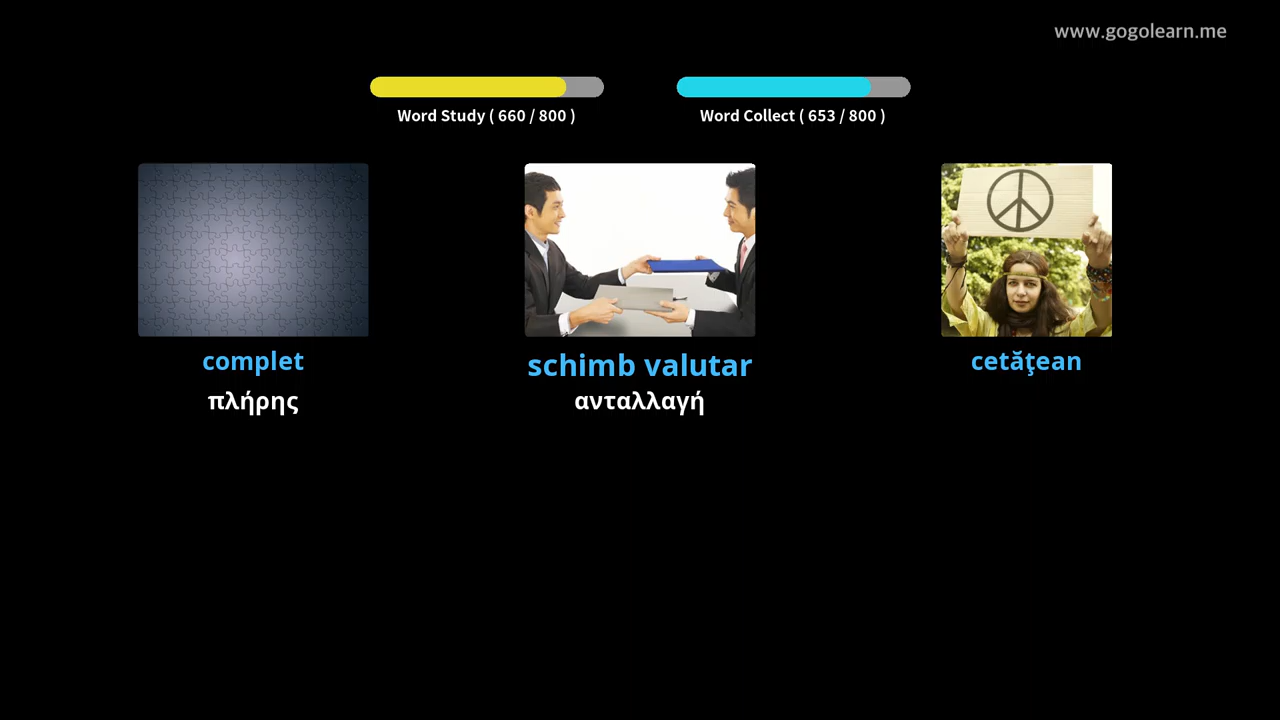 www.gogolearn.me
Word Study ( 660 / 800 )
Word Collect ( 653 / 800 )
complet
schimb valutar
cetăţean
πλήρης
ανταλλαγή